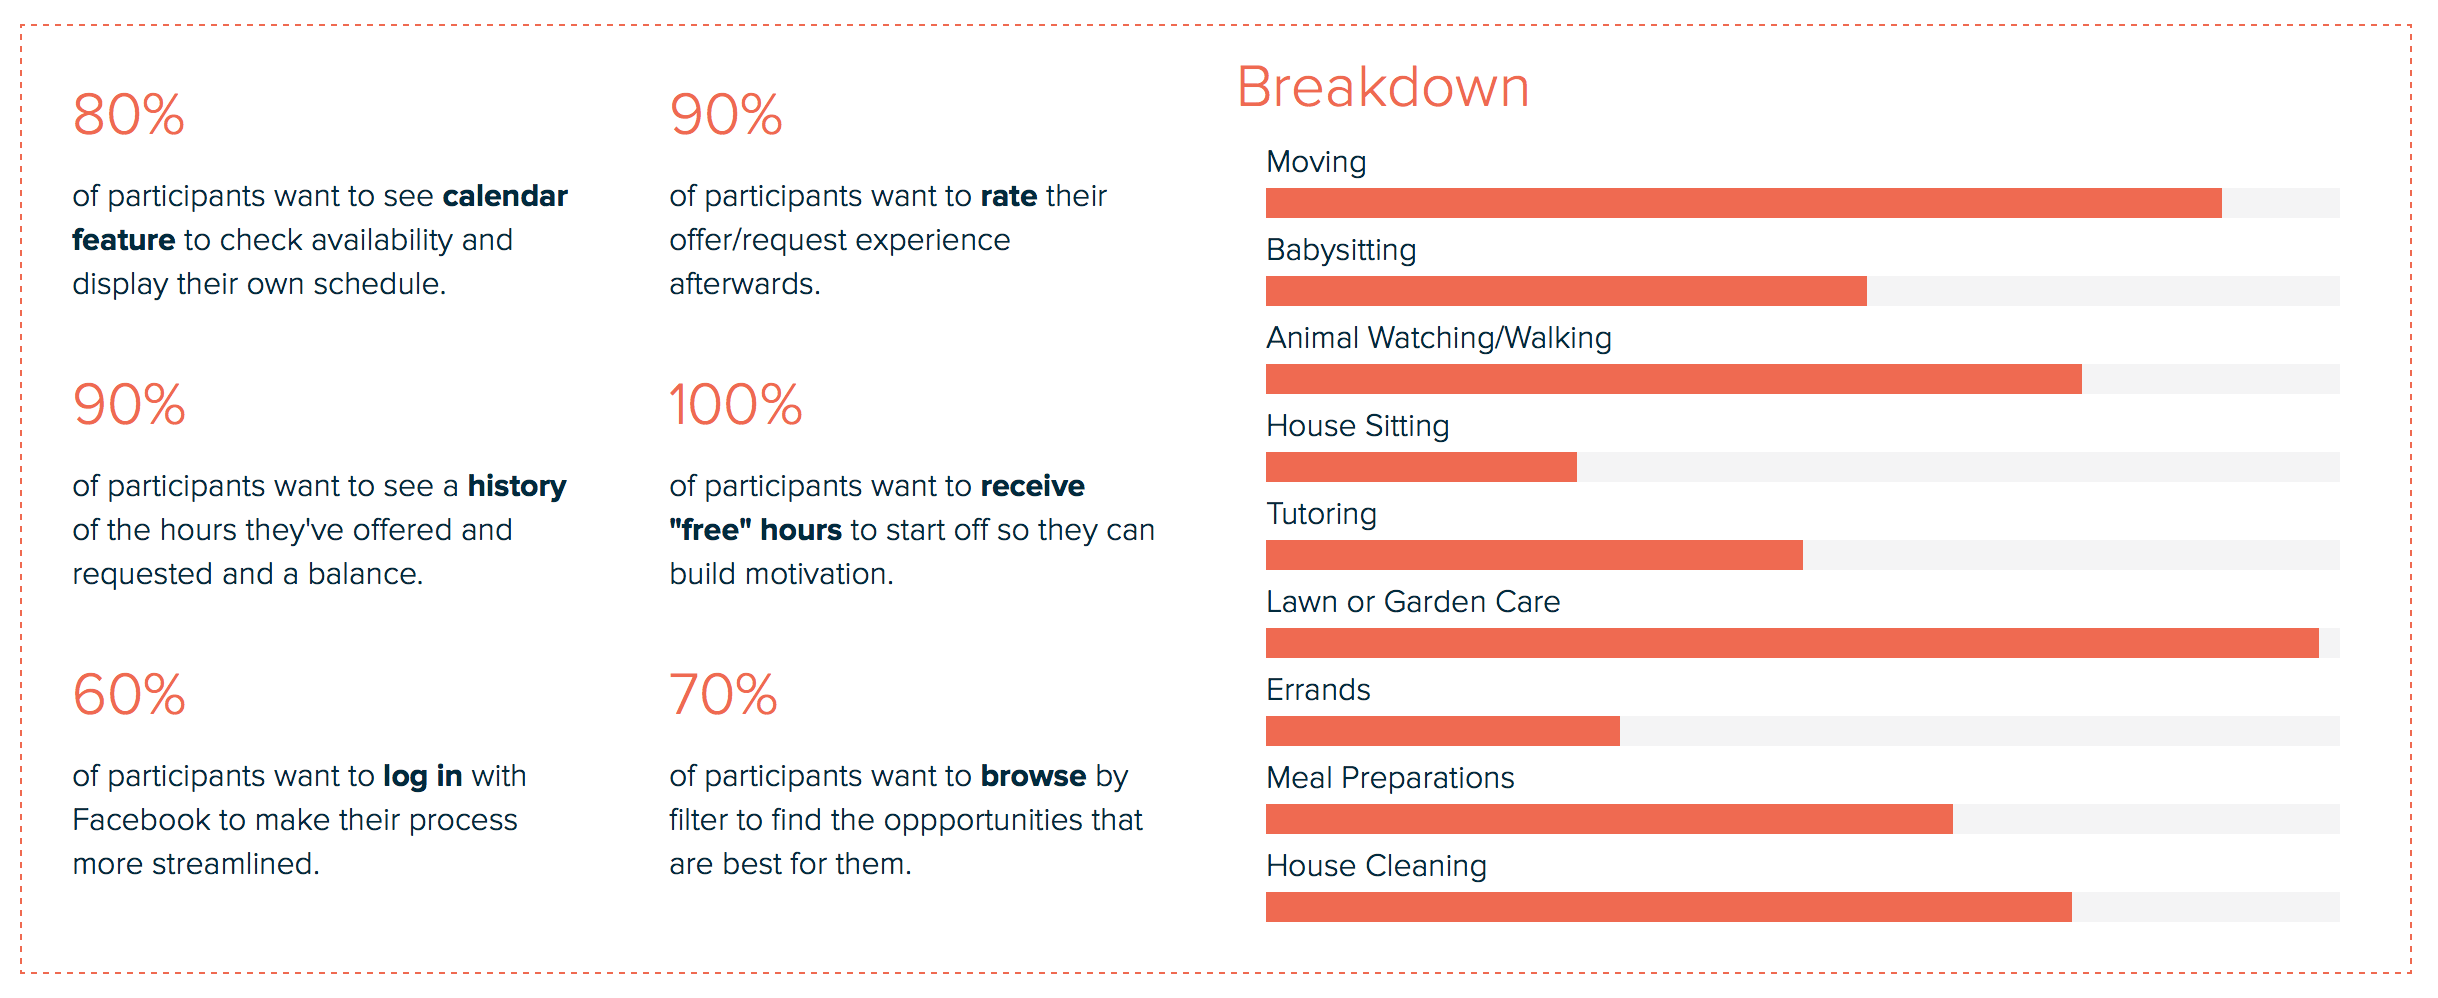 80%
of participants want to see calendar
feature to check availability and
display their own schedule.
90%
of participants want to rate their
offer/request experience
afterwards.
90%
of participants want to see a history
of the hours they've offered and
requested and a balance.
100%
of participants want to receive
"free" hours to start off so they can
build motivation.
60%
of participants want to log in with
Facebook to make their process
more streamlined.
70%
of participants want to browse by
filter to find the oppportunities that
are best for them.
Breakdown
Moving
Babysitting
Animal Watching/Walking
House Sitting
Tutoring
Lawn or Garden Care
Errands
Meal Preparations
House Cleaning